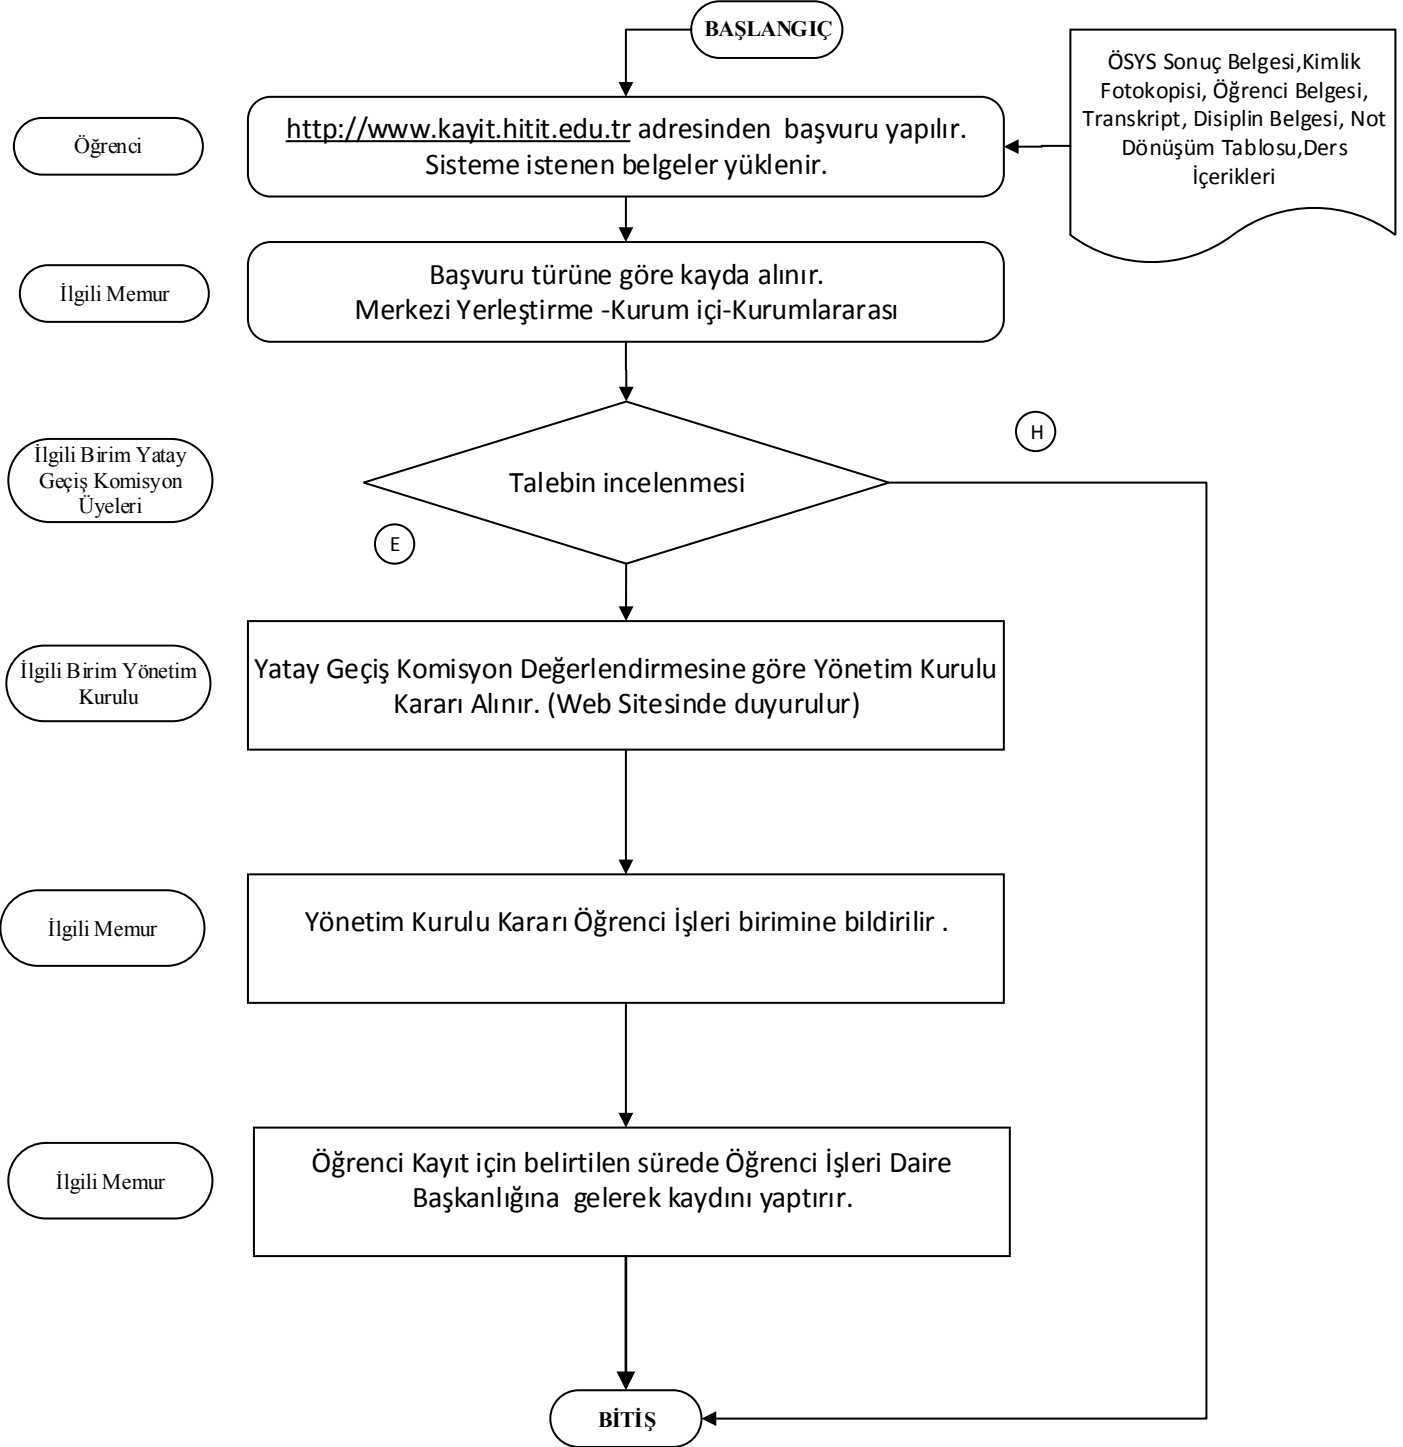 BAŞLANGIÇ
ÖSYS Sonuç Belgesi,Kimlik
Fotokopisi, Öğrenci Belgesi,
Transkript, Disiplin Belgesi, Not
Dönüşüm Tablosu,Ders
İçerikleri
Öğrenci
http://www.kayit.hitit.edu.tr adresinden başvuru yapılır.
Sisteme istenen belgeler yüklenir.
İlgili Memur
Başvuru türüne göre kayda alınır.
Merkezi Yerleştirme -Kurum içi-Kurumlararası
İlgili Birim Yatay
Geçiş Komisyon
Üyeleri
Talebin incelenmesi
H
E
İlgili Birim Yönetim
Kurulu
Yatay Geçiş Komisyon Değerlendirmesine göre Yönetim Kurulu
Kararı Alınır. (Web Sitesinde duyurulur)
İlgili Memur
Yönetim Kurulu Kararı Öğrenci İşleri birimine bildirilir .
İlgili Memur
Öğrenci Kayıt için belirtilen sürede Öğrenci İşleri Daire
Başkanlığına gelerek kaydını yaptırır.
BİTİŞ